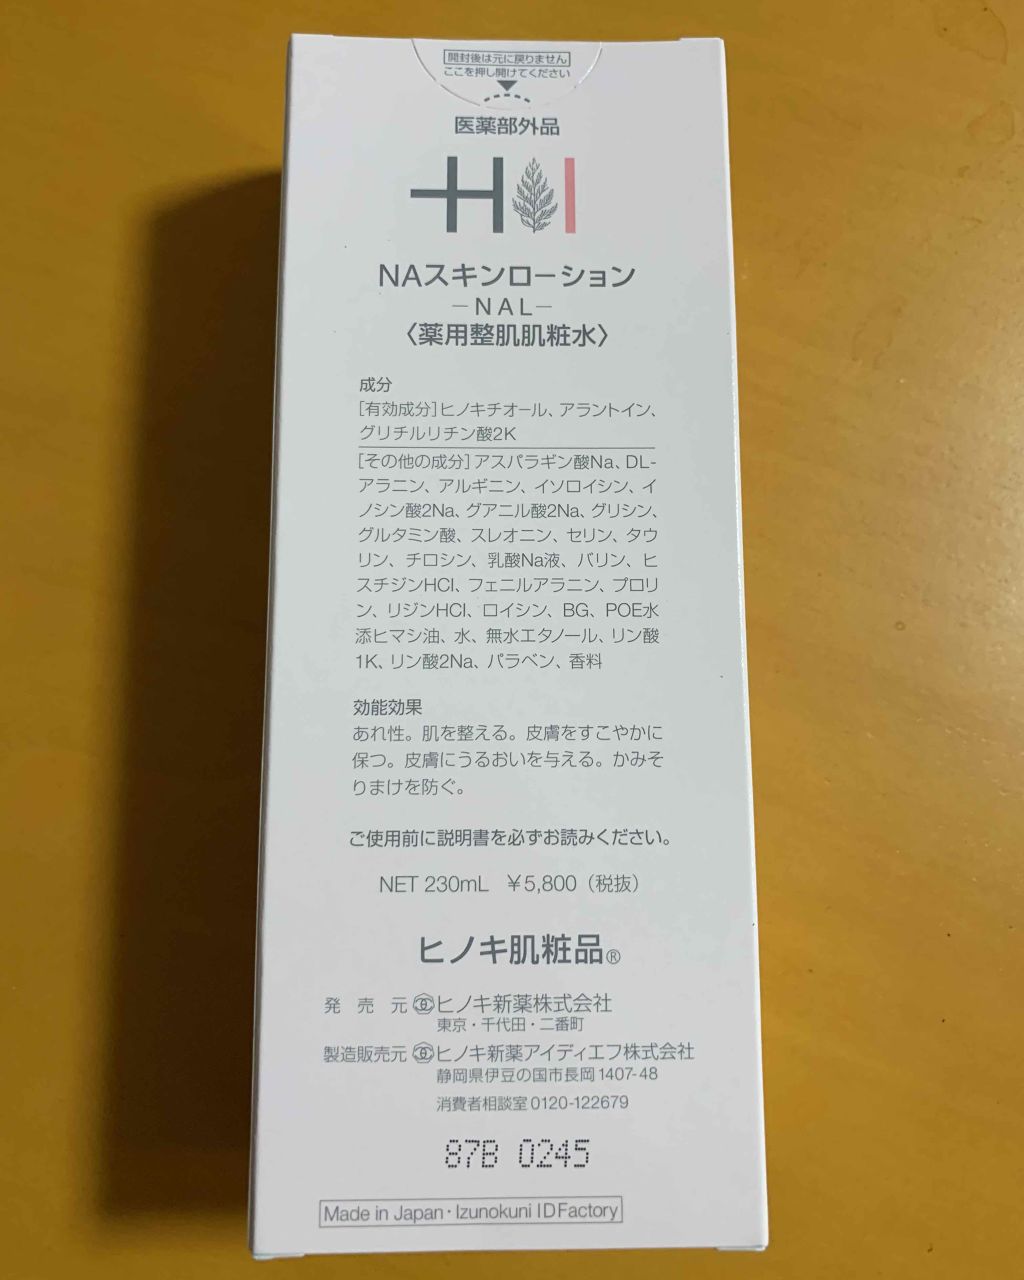 開封後は元に戻りません
ここを押し開けてください
医薬部外品
HI
NAスキンローション
－NAL－
〈薬用整肌肌粧水〉
成分
[有効成分]ヒノキチオール、アラントイン、
グリチルリチン酸2K
[その他の成分]アスパラギン酸Na、DL-
アラニン、アルギニン、イソロイシン、イ
ノシン酸2Na、グアニル酸2Na、グリシン、
グルタミン酸、スレオニン、セリン、タウ
リン、チロシン、乳酸Na液、バリン、ヒ
スチジンHCl、フェニルアラニン、プロリ
ン、リジンHCl、ロイシン、BG、POE水
添ヒマシ油、水、無水エタノール、リン酸
1K、リン酸2Na、パラベン、香料
効能効果
あれ性。肌を整える。皮膚をすこやかに
保つ。皮膚にうるおいを与える。かみそ
りまけを防ぐ。
ご使用前に説明書を必ずお読みください。
NET 230mL ¥5,800（税抜）
ヒノキ肌粧品®
発売元 ヒノキ新薬株式会社
東京・千代田・二番町
製造販売元 ヒノキ新薬アイディエフ株式会社
静岡県伊豆の国市長岡1407-48
消費者相談室0120-122679
87B 0245
Made in Japan・Izunokuni IDFactory